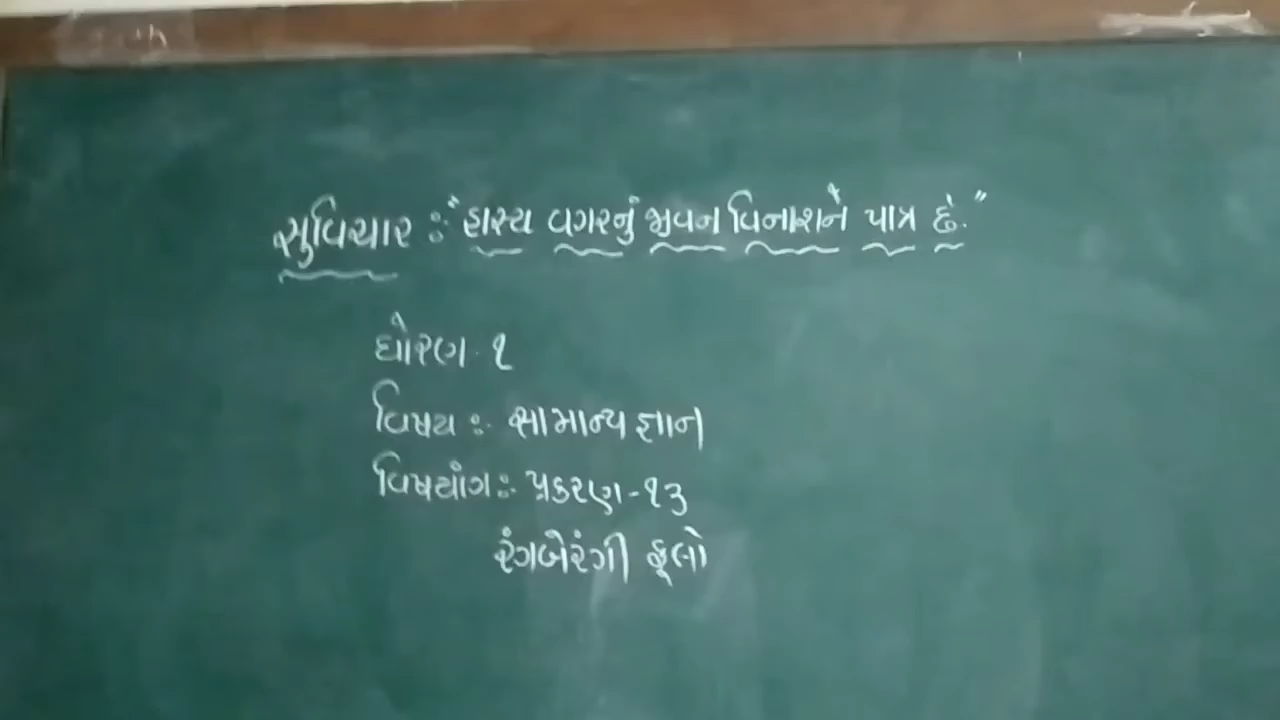 સુવિચાર :- "હાસ્ય વગરનું જીવન વિનાશને પાત્ર છે."
ધોરણ - ૧
વિષય :- સામાન્ય જ્ઞાન
વિષયાંગ :- પ્રકરણ - ૧૩
રંગબેરંગી ફૂલો